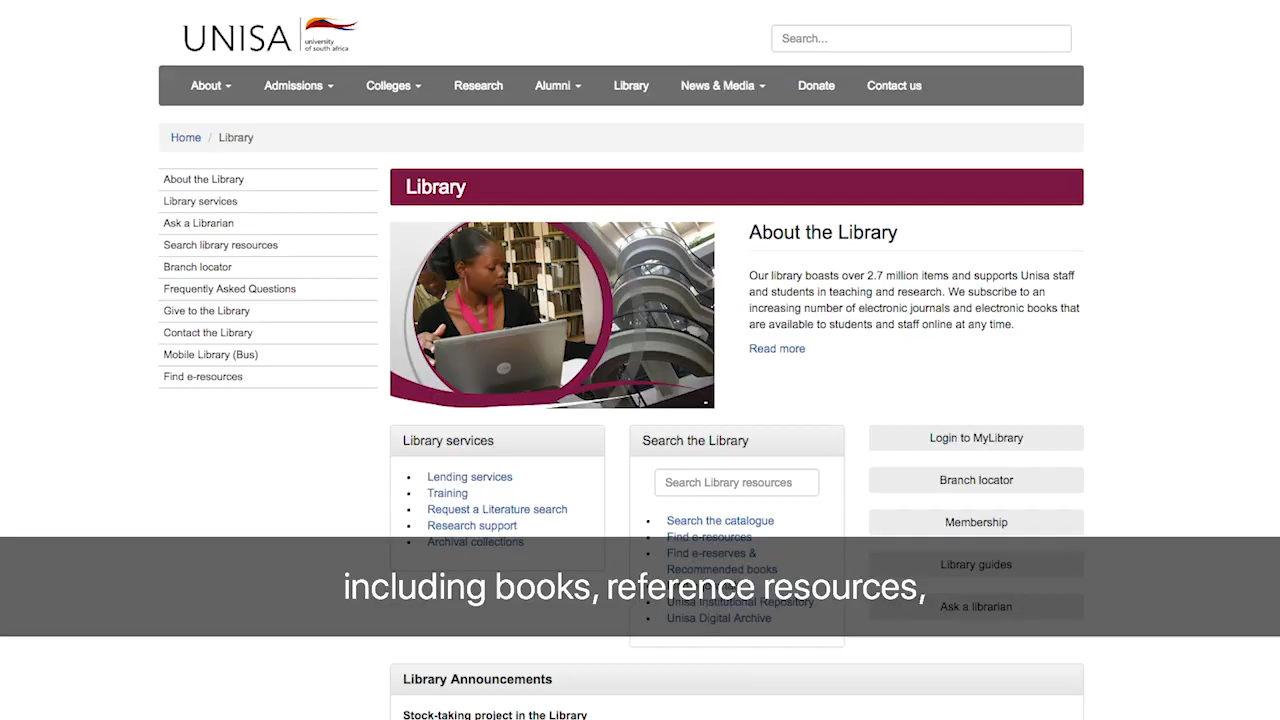 UNISA
university
of south africa
Search...
About
Admissions
Colleges
Research
Alumni
Library
News & Media
Donate
Contact us
Home / Library
About the Library
Library services
Ask a Librarian
Search library resources
Branch locator
Frequently Asked Questions
Give to the Library
Contact the Library
Mobile Library (Bus)
Find e-resources
Library
About the Library
Our library boasts over 2.7 million items and supports Unisa staff
and students in teaching and research. We subscribe to an
increasing number of electronic journals and electronic books that
are available to students and staff online at any time.
Read more
Library services
Lending services
Training
Request a Literature search
Research support
Archival collections
Search the Library
Search Library resources
Search the catalogue
Find e-resources
Find e-reserves &
Recommended books
Unisa Institutional Repository
Unisa Digital Archive
Login to MyLibrary
Branch locator
Membership
Library guides
Ask a librarian
including books, reference resources,
Library Announcements
Stock-taking project in the Library